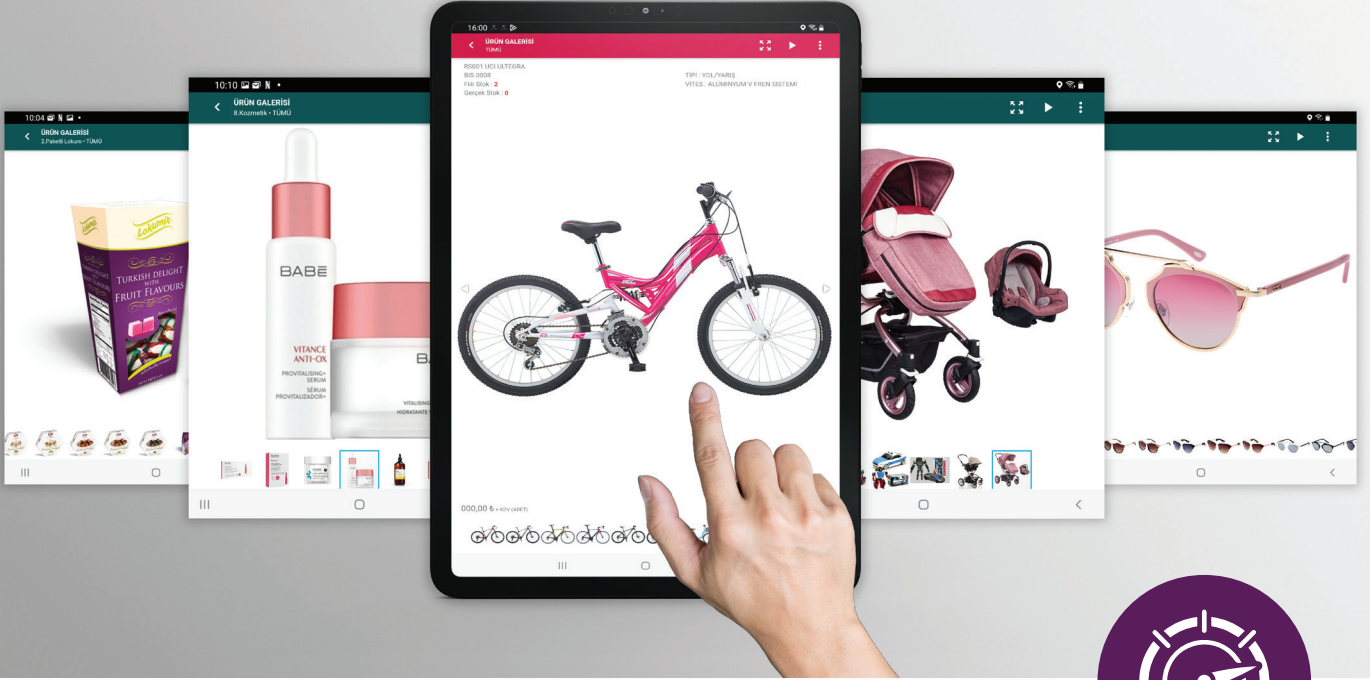 10:04
ÜRÜN GALERİSİ
2.Paketli Lokum • TÜMÜ
Lokumix
TURKISH DELIGHT
WITH
FRUIT FLAVOURS
10:10
ÜRÜN GALERİSİ
8.Kozmetik • TÜMÜ
BABÉ
VITANCE
ANTI-OX
PROVITALISING+
SERUM
SÉRUM
PROVITALIZADOR+
16:00
ÜRÜN GALERİSİ
TÜMÜ
RS001 UCI ULTEGRA
BIS.0008
Fiili Stok : 2
Gerçek Stok : 0
TİPİ : YOL/YARIŞ
VİTES : ALÜMİNYUM V FREN SİSTEMİ
000,00 ₺ + KDV (ADET)